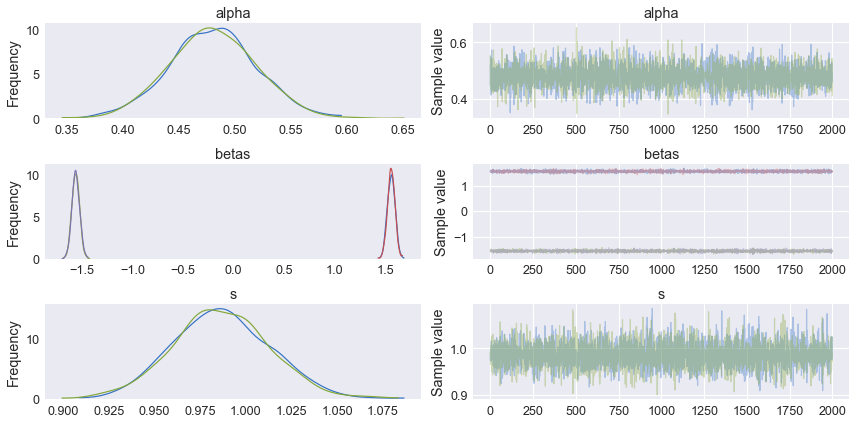 alpha
Frequency
10
5
0
0.35 0.40 0.45 0.50 0.55 0.60 0.65
alpha
Sample value
0.6
0.4
0 250 500 750 1000 1250 1500 1750 2000
betas
Frequency
10
5
0
−1.5 −1.0 −0.5 0.0 0.5 1.0 1.5
betas
Sample value
1
0
−1
0 250 500 750 1000 1250 1500 1750 2000
s
Frequency
10
0
0.900 0.925 0.950 0.975 1.000 1.025 1.050 1.075
s
Sample value
1.0
0.9
0 250 500 750 1000 1250 1500 1750 2000